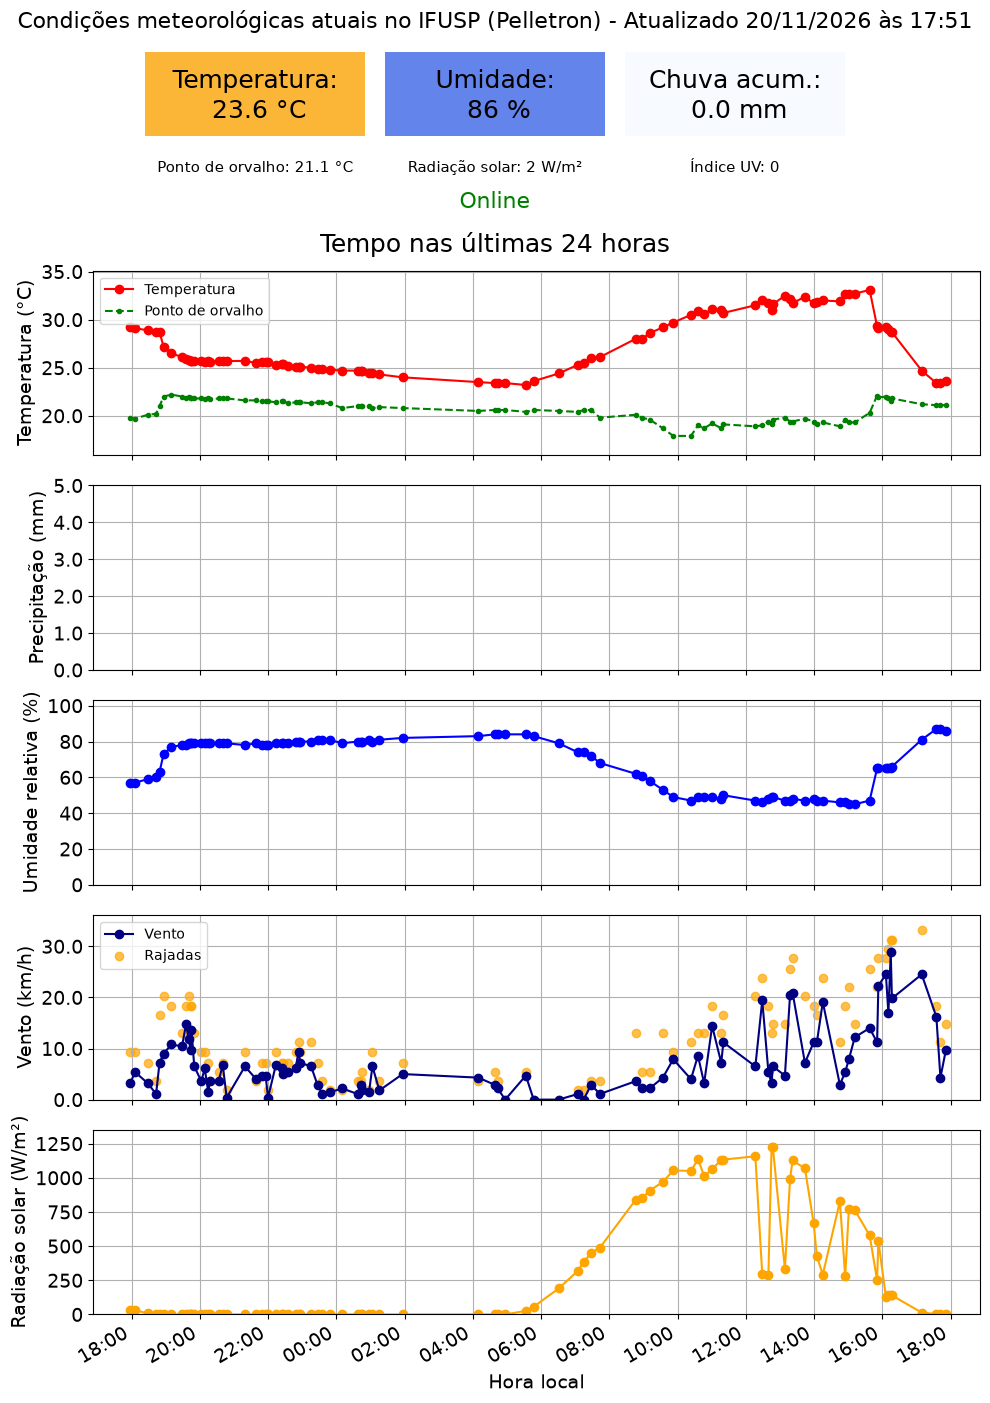 Condições meteorológicas atuais no IFUSP (Pelletron) - Atualizado 20/11/2026 às 17:51
Temperatura:
23.6 °C
Umidade:
86 %
Chuva acum.:
0.0 mm
Ponto de orvalho: 21.1 °C
Radiação solar: 2 W/m²
Índice UV: 0
Online
Tempo nas últimas 24 horas
Temperatura (°C)
35.0
30.0
25.0
20.0
Temperatura
Ponto de orvalho
Precipitação (mm)
5.0
4.0
3.0
2.0
1.0
0.0
Umidade relativa (%)
100
80
60
40
20
0
Vento (km/h)
30.0
20.0
10.0
0.0
Vento
Rajadas
Radiação solar (W/m²)
1250
1000
750
500
250
0
18:00
20:00
22:00
00:00
02:00
04:00
06:00
08:00
10:00
12:00
14:00
16:00
18:00
Hora local